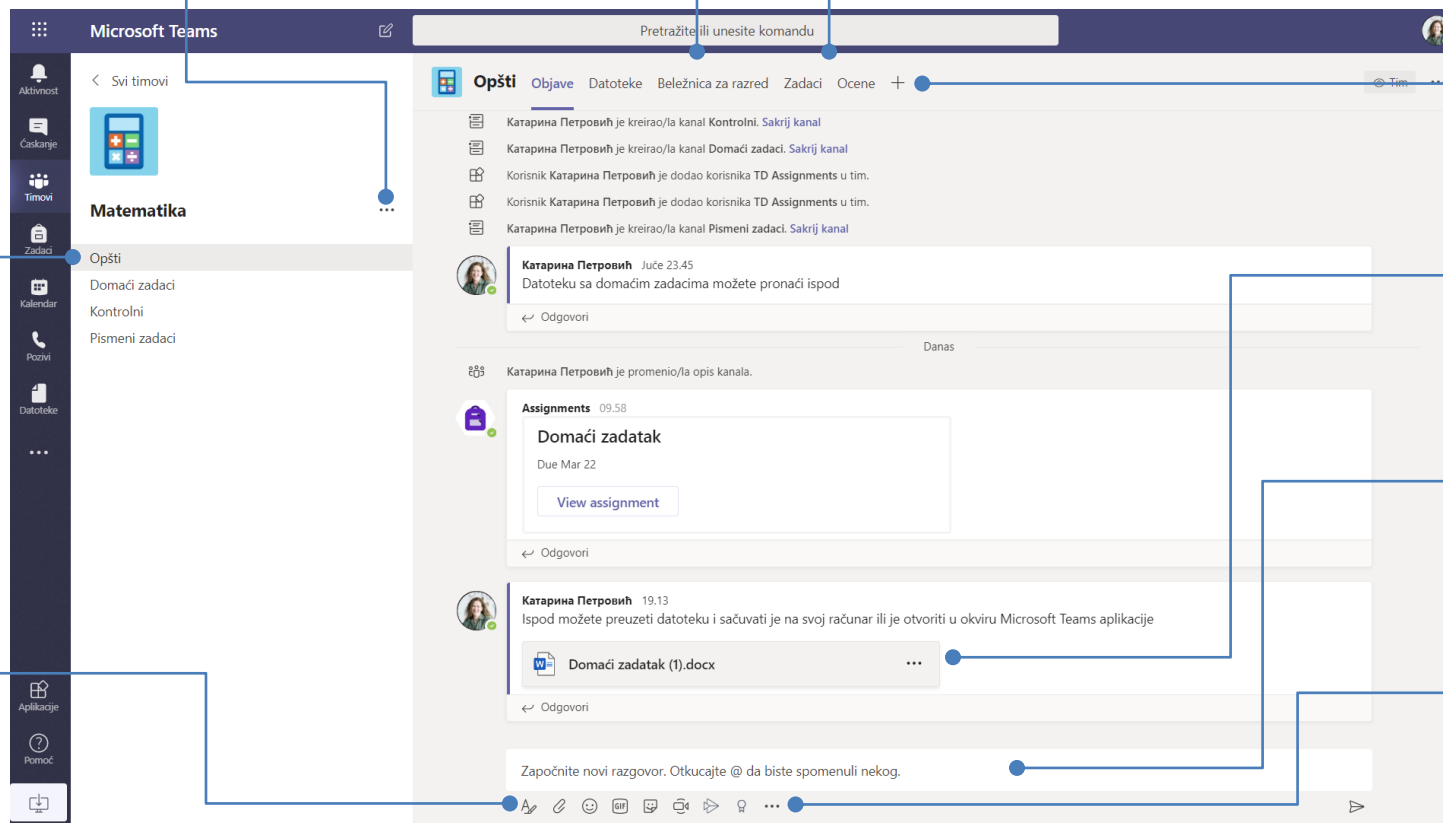 Microsoft Teams
Pretražite ili unesite komandu
Aktivnost
Ćaskanje
Timovi
Zadaci
Kalendar
Pozivi
Datoteke
Aplikacije
Pomoć
Svi timovi
Matematika
Opšti
Domaći zadaci
Kontrolni
Pismeni zadaci
Opšti Objave Datoteke Beležnica za razred Zadaci Ocene
Tim
Катарина Петровић je kreirao/la kanal Kontrolni. Sakrij kanal
Катарина Петровић je kreirao/la kanal Domaći zadaci. Sakrij kanal
Korisnik Катарина Петровић je dodao korisnika TD Assignments u tim.
Korisnik Катарина Петровић je dodao korisnika TD Assignments u tim.
Катарина Петровић je kreirao/la kanal Pismeni zadaci. Sakrij kanal
Катарина Петровић Juče 23.45
Datoteku sa domaćim zadacima možete pronaći ispod
Odgovori
Danas
Катарина Петровић je promenio/la opis kanala.
Assignments 09.58
Domaći zadatak
Due Mar 22
View assignment
Odgovori
Катарина Петровић 19.13
Ispod možete preuzeti datoteku i sačuvati je na svoj računar ili je otvoriti u okviru Microsoft Teams aplikacije
Domaći zadatak (1).docx
Odgovori
Započnite novi razgovor. Otkucajte @ da biste spomenuli nekog.
GIF